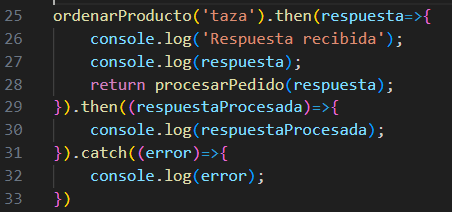 25 ordenarProducto('taza').then(respuesta=>{
26     console.log('Respuesta recibida');
27     console.log(respuesta);
28     return procesarPedido(respuesta);
29 }).then((respuestaProcesada)=>{
30     console.log(respuestaProcesada);
31 }).catch((error)=>{
32     console.log(error);
33 })